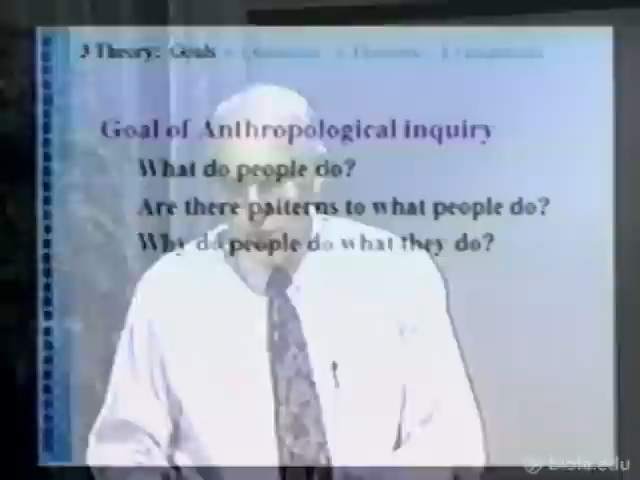 3 Theory: Goals
Goal of Anthropological inquiry
What do people do?
Are there patterns to what people do?
Why do people do what they do?
biola.edu